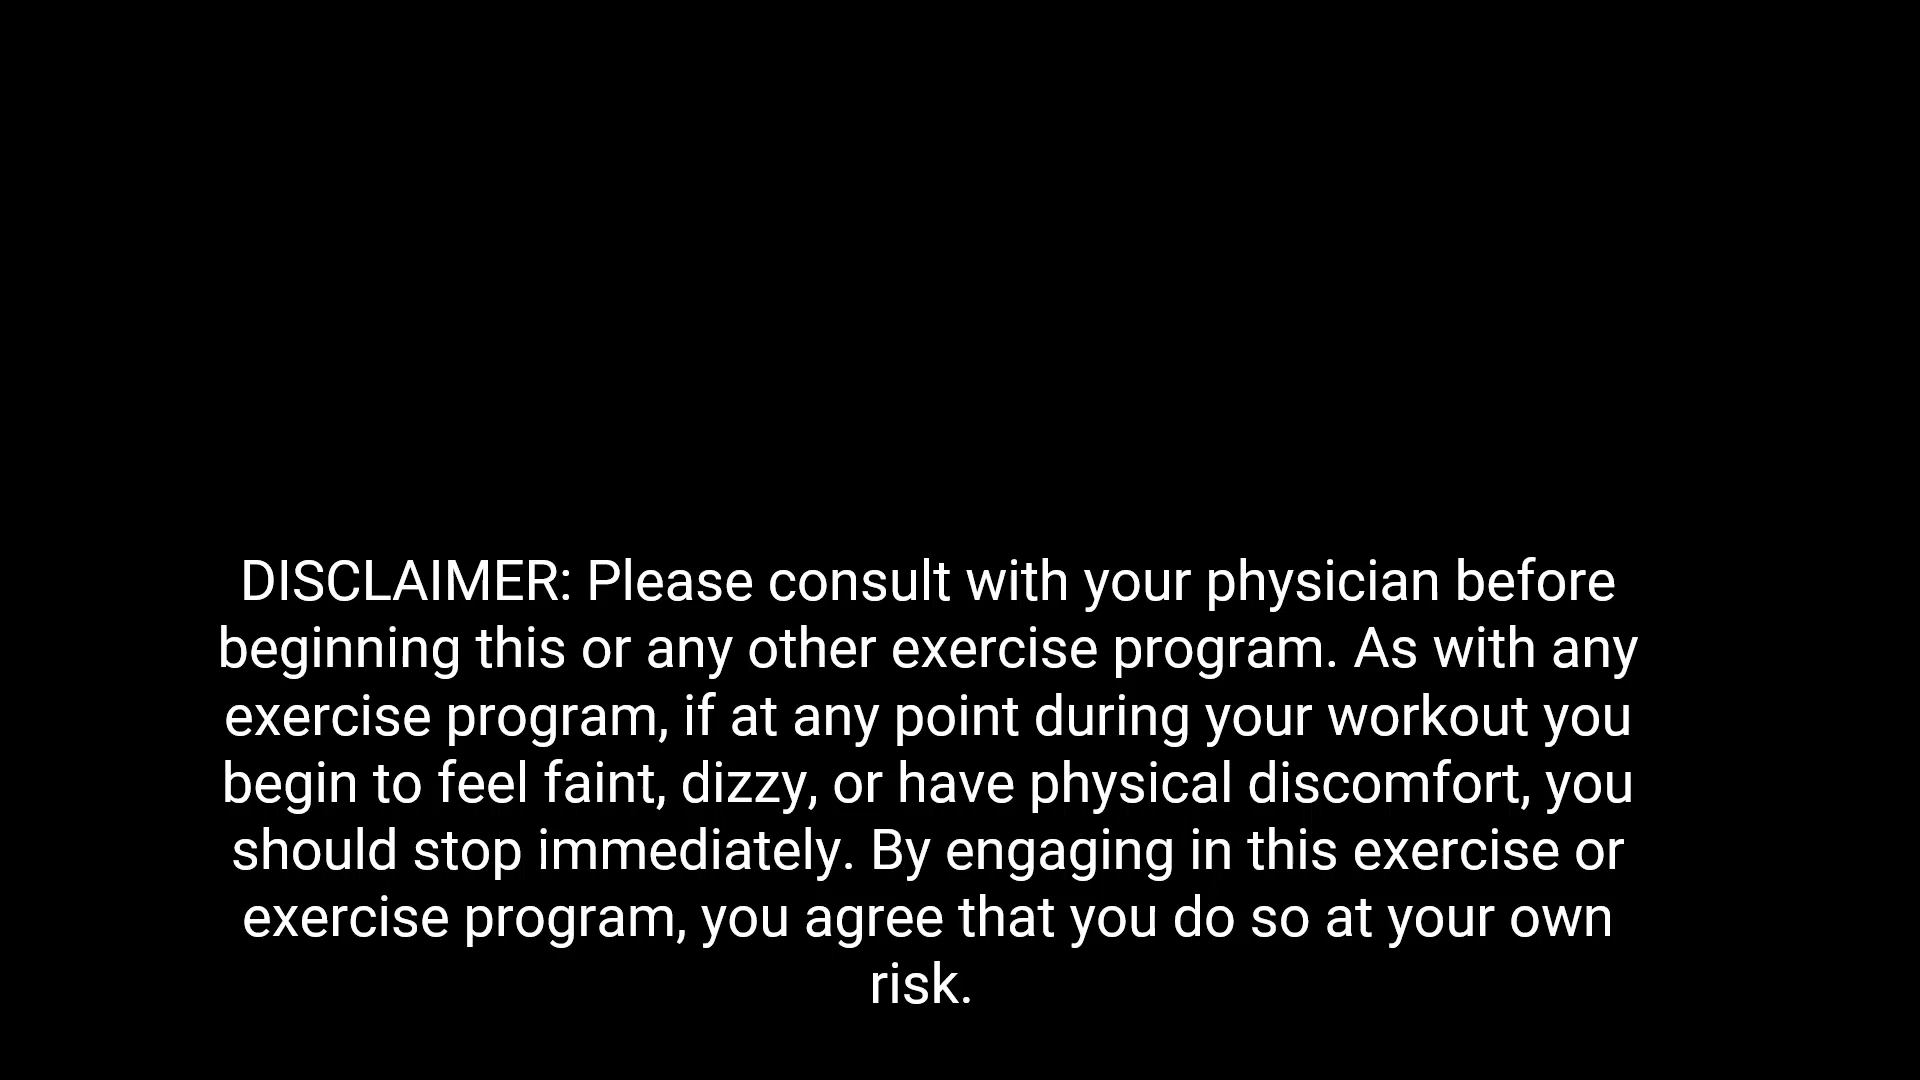 DISCLAIMER: Please consult with your physician before
beginning this or any other exercise program. As with any
exercise program, if at any point during your workout you
begin to feel faint, dizzy, or have physical discomfort, you
should stop immediately. By engaging in this exercise or
exercise program, you agree that you do so at your own
risk.